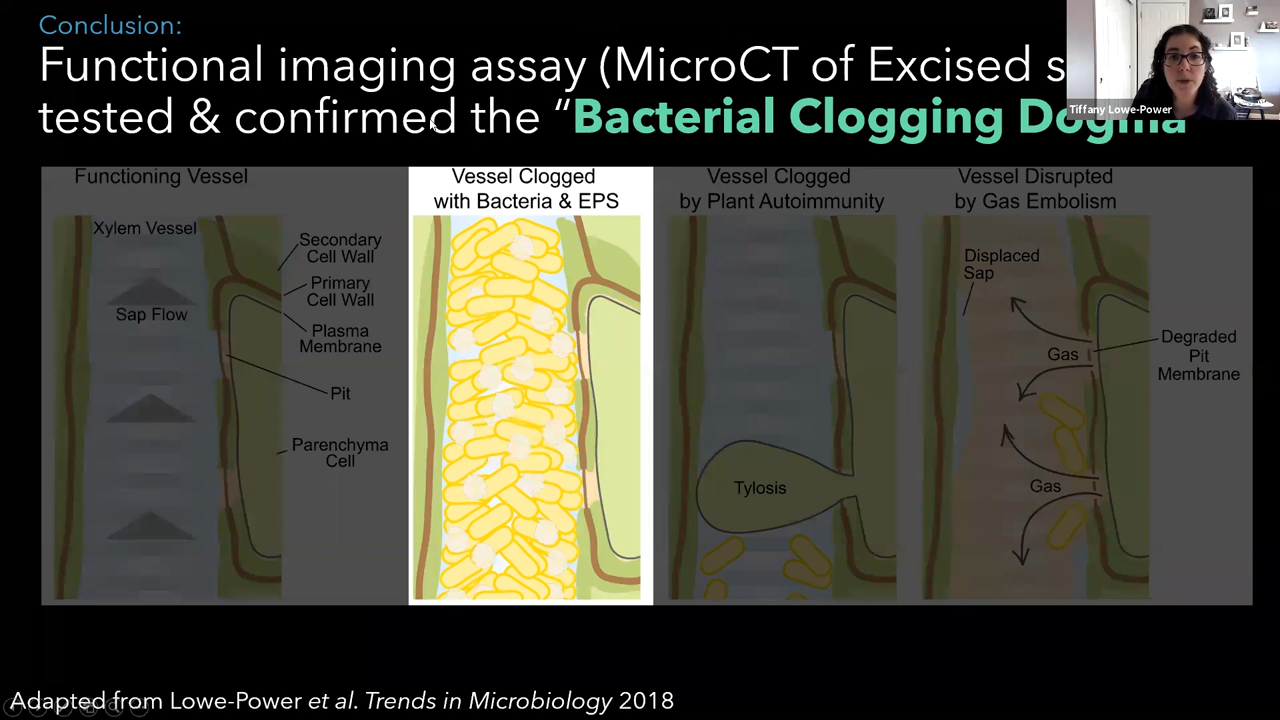 Conclusion:
Functional imaging assay (MicroCT of Excised s
tested & confirmed the “Bacterial Clogging Dogma
Tiffany Lowe-Power
Functioning Vessel
Xylem Vessel
Sap Flow
Secondary
Cell Wall
Primary
Cell Wall
Plasma
Membrane
Pit
Parenchyma
Cell
Vessel Clogged
with Bacteria & EPS
Vessel Clogged
by Plant Autoimmunity
Tylosis
Vessel Disrupted
by Gas Embolism
Displaced
Sap
Gas
Gas
Degraded
Pit
Membrane
Adapted from Lowe-Power et al. Trends in Microbiology 2018